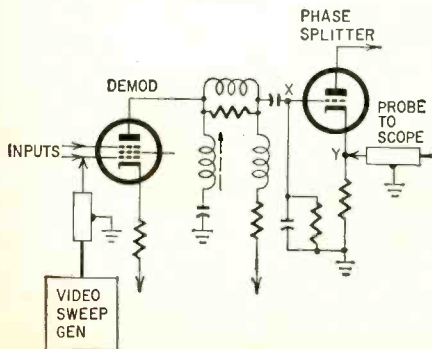 PHASE
SPLITTER
DEMOD
X
PROBE
TO
SCOPE
INPUTS
Y
VIDEO
SWEEP
GEN